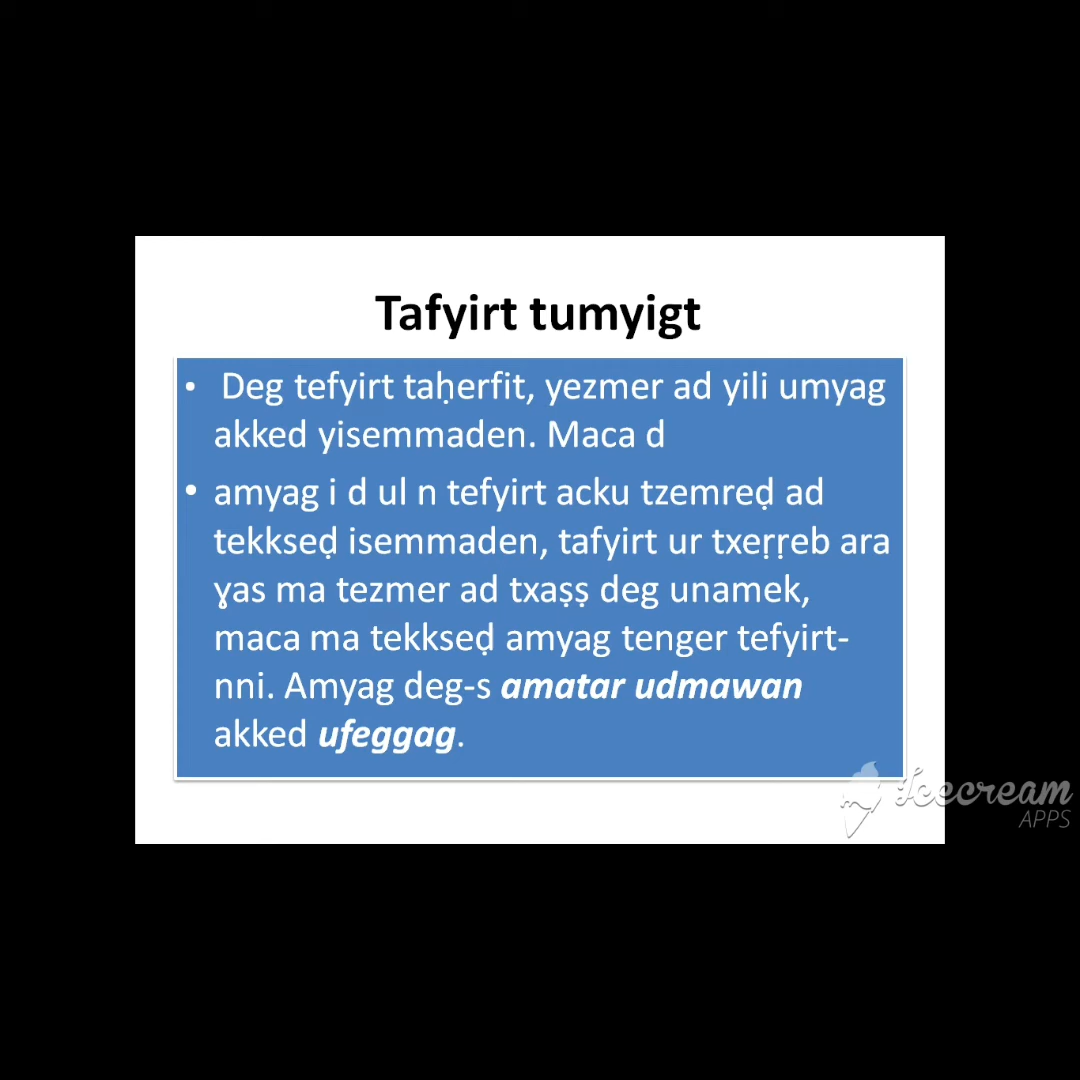 Tafyirt tumyigt
• Deg tefyirt taḥerfit, yezmer ad yili umyag
akked yisemmaden. Maca d
• amyag i d ul n tefyirt acku tzemreḍ ad
tekkseḍ isemmaden, tafyirt ur txeṛṛeb ara
ɣas ma tezmer ad txaṣṣ deg unamek,
maca ma tekkseḍ amyag tenger tefyirt-
nni. Amyag deg-s amatar udmawan
akked ufeggag.
Icecream
APPS